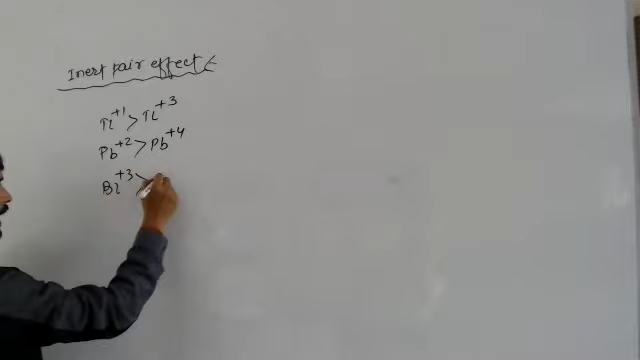 Inert pair effect
Tl+1 > Tl+3
Pb+2 > Pb+4
Bi+3 >